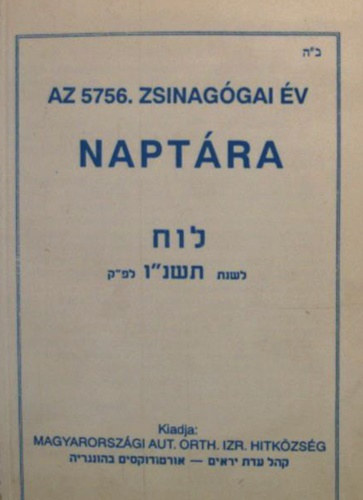 ב"ה
AZ 5756. ZSINAGÓGAI ÉV
NAPTÁRA
לוח
לשנת תשנ"ו לפ"ק
Kiadja:
MAGYARORSZÁGI AUT. ORTH. IZR. HITKÖZSÉG
קהל עדת יראים — אורטודוקסים בהונגריה